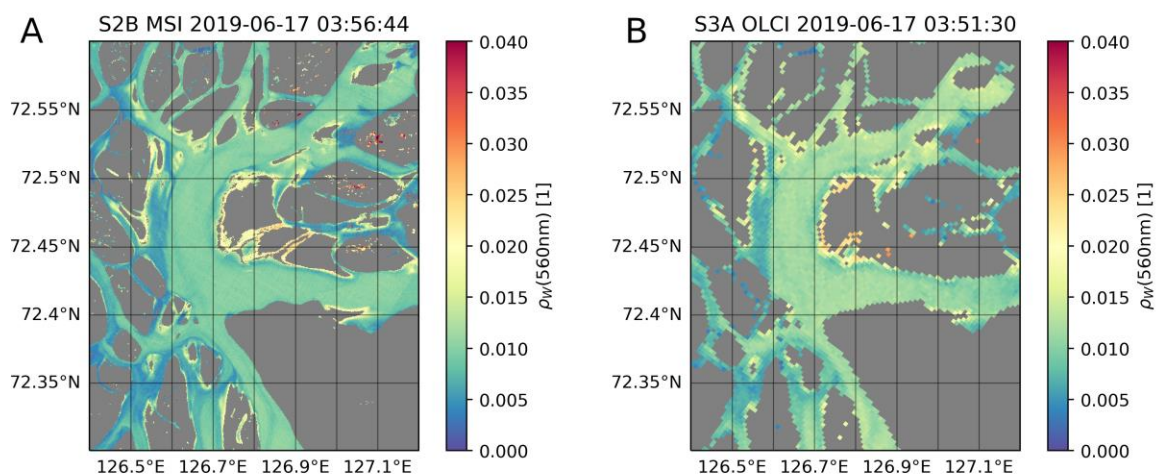 A
S2B MSI 2019-06-17 03:56:44
72.55°N
72.5°N
72.45°N
72.4°N
72.35°N
126.5°E 126.7°E 126.9°E 127.1°E
0.040
0.035
0.030
0.025
0.020
0.015
0.010
0.005
0.000
ρw(560nm) [1]
B
S3A OLCI 2019-06-17 03:51:30
72.55°N
72.5°N
72.45°N
72.4°N
72.35°N
126.5°E 126.7°E 126.9°E 127.1°E
0.040
0.035
0.030
0.025
0.020
0.015
0.010
0.005
0.000
ρw(560nm) [1]